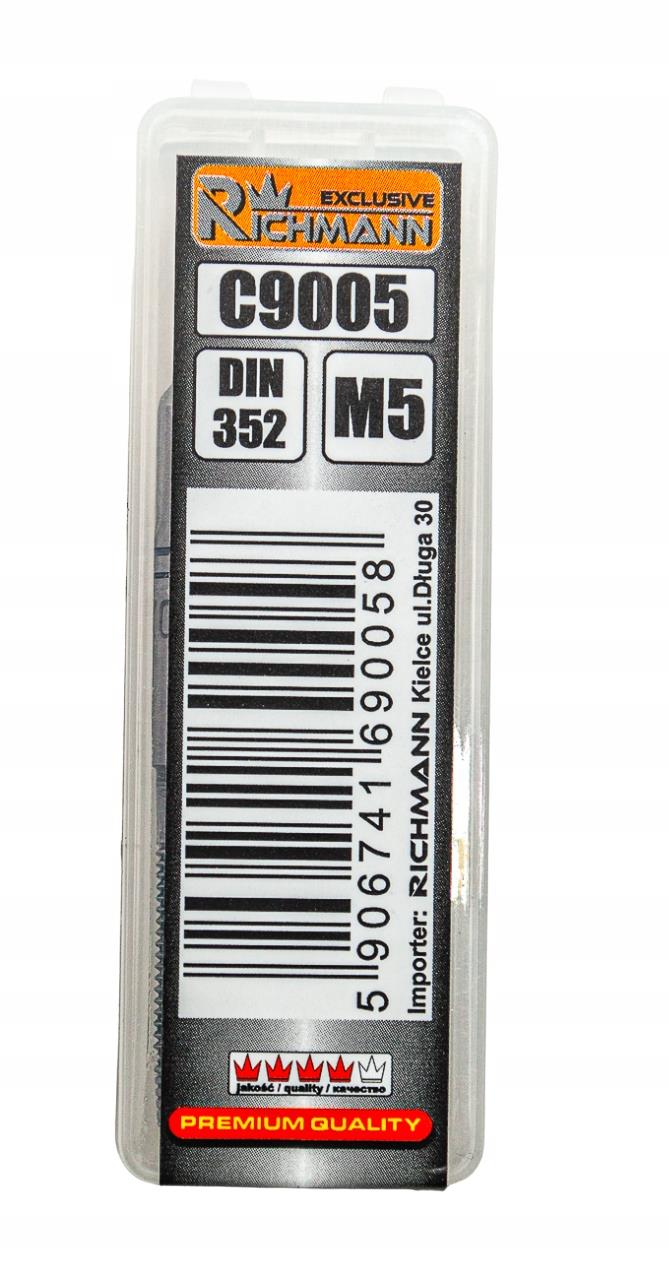 EXCLUSIVE
RICHMANN
C9005
DIN
352
M5
5 906741 690058
Importer: RICHMANN Kielce ul.Długa 30
jakość / quality / качество
PREMIUM QUALITY